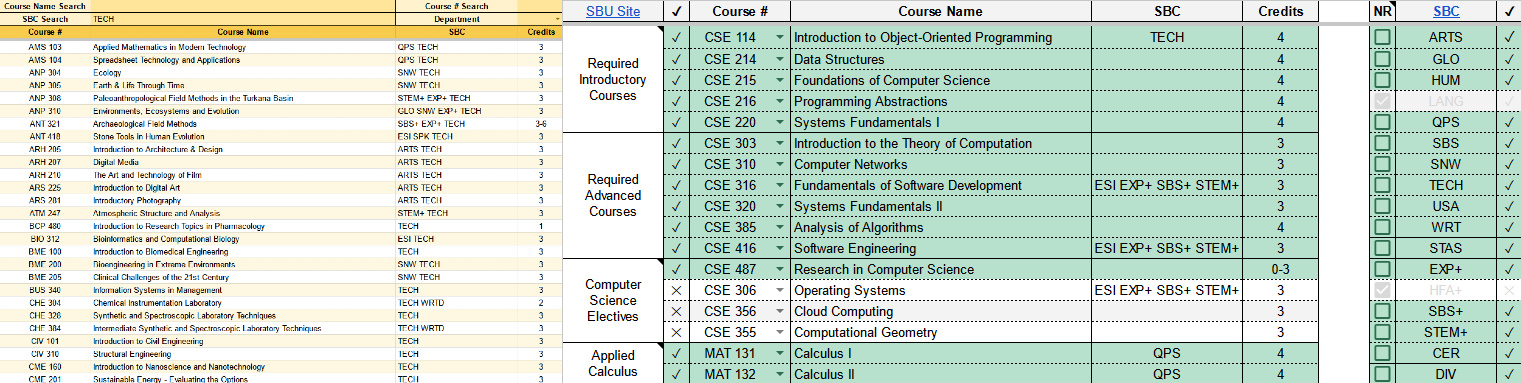 Course Name Search Course # Search
SBC Search TECH Department
Course # Course Name SBC Credits
AMS 103 Applied Mathematics in Modern Technology QPS TECH 3
AMS 104 Spreadsheet Technology and Applications QPS TECH 3
ANP 304 Ecology SNW TECH 3
ANP 305 Earth & Life Through Time SNW TECH 3
ANP 308 Paleoanthropological Field Methods in the Turkana Basin STEM+ EXP+ TECH 3
ANP 310 Environments, Ecosystems and Evolution GLO SNW EXP+ TECH 3
ANT 321 Archaeological Field Methods SBS+ EXP+ TECH 3-6
ANT 418 Stone Tools in Human Evolution ESI SPK TECH 3
ARH 205 Introduction to Architecture & Design ARTS TECH 3
ARH 207 Digital Media ARTS TECH 3
ARH 210 The Art and Technology of Film ARTS TECH 3
ARS 225 Introduction to Digital Art ARTS TECH 3
ARS 281 Introductory Photography ARTS TECH 3
ATM 247 Atmospheric Structure and Analysis STEM+ TECH 3
BCP 480 Introduction to Research Topics in Pharmacology TECH 1
BIO 312 Bioinformatics and Computational Biology ESI TECH 3
BME 100 Introduction to Biomedical Engineering TECH 3
BME 200 Bioengineering in Extreme Environments SNW TECH 3
BME 205 Clinical Challenges of the 21st Century SNW TECH 3
BUS 340 Information Systems in Management TECH 3
CHE 304 Chemical Instrumentation Laboratory TECH WRTD 2
CHE 326 Synthetic and Spectroscopic Laboratory Techniques TECH 3
CHE 384 Intermediate Synthetic and Spectroscopic Laboratory Techniques TECH WRTD 3
CIV 101 Introduction to Civil Engineering TECH 3
CIV 310 Structural Engineering TECH 3
CME 160 Introduction to Nanoscience and Nanotechnology TECH 3
CME 201 Sustainable Energy - Evaluating the Options TECH 3
SBU Site ✓ Course # Course Name SBC Credits
Required
Introductory
Courses
✓ CSE 114 Introduction to Object-Oriented Programming TECH 4
✓ CSE 214 Data Structures 4
✓ CSE 215 Foundations of Computer Science 4
✓ CSE 216 Programming Abstractions 4
✓ CSE 220 Systems Fundamentals I 4
Required
Advanced
Courses
✓ CSE 303 Introduction to the Theory of Computation 3
✓ CSE 310 Computer Networks 3
✓ CSE 316 Fundamentals of Software Development ESI EXP+ SBS+ STEM+ 3
✓ CSE 320 Systems Fundamentals II 3
✓ CSE 385 Analysis of Algorithms 4
✓ CSE 416 Software Engineering ESI EXP+ SBS+ STEM+ 3
Computer
Science
Electives
✓ CSE 487 Research in Computer Science 0-3
✕ CSE 306 Operating Systems ESI EXP+ SBS+ STEM+ 3
✕ CSE 356 Cloud Computing 3
✕ CSE 355 Computational Geometry 3
Applied
Calculus
✓ MAT 131 Calculus I QPS 4
✓ MAT 132 Calculus II QPS 4
NR SBC ✓
ARTS ✓
GLO ✓
HUM ✓
LANG ✓
QPS ✓
SBS ✓
SNW ✓
TECH ✓
USA ✓
WRT ✓
STAS ✓
EXP+ ✓
HFA+ ✕
SBS+ ✓
STEM+ ✓
CER ✓
DIV ✓